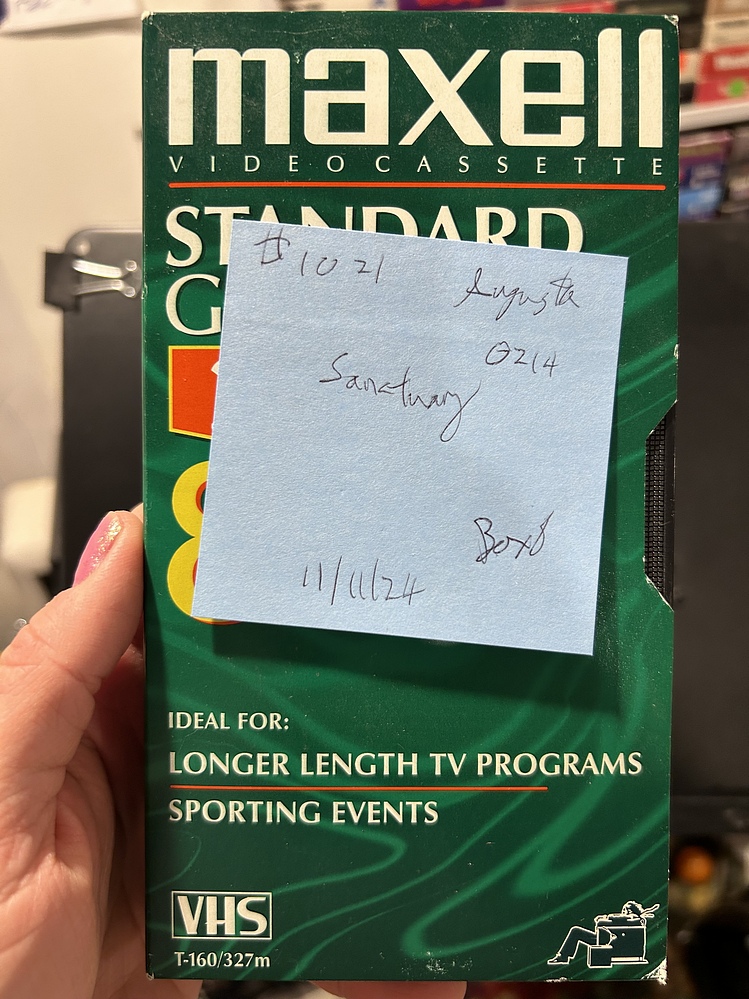 maxell
VIDEOCASSETTE
STANDARD
G
8
#1021
Augusta
0214
Sanctuary
Box8
11/11/24
IDEAL FOR:
LONGER LENGTH TV PROGRAMS
SPORTING EVENTS
VHS
T-160/327m